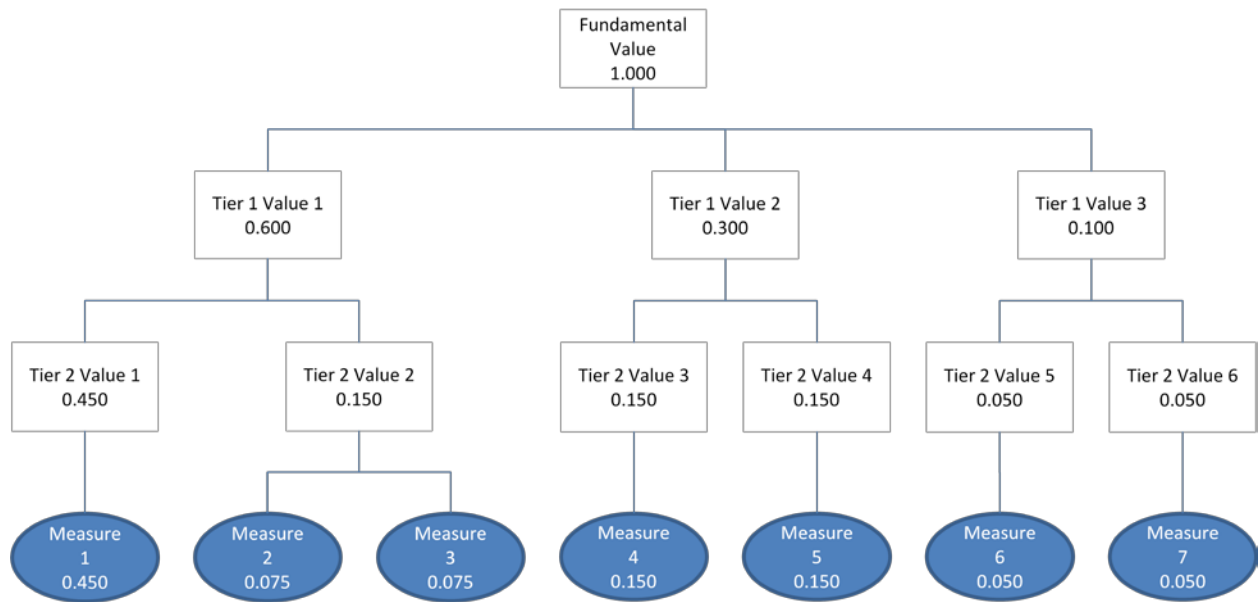 Fundamental
Value
1.000
Tier 1 Value 1
0.600
Tier 1 Value 2
0.300
Tier 1 Value 3
0.100
Tier 2 Value 1
0.450
Tier 2 Value 2
0.150
Tier 2 Value 3
0.150
Tier 2 Value 4
0.150
Tier 2 Value 5
0.050
Tier 2 Value 6
0.050
Measure
1
0.450
Measure
2
0.075
Measure
3
0.075
Measure
4
0.150
Measure
5
0.150
Measure
6
0.050
Measure
7
0.050